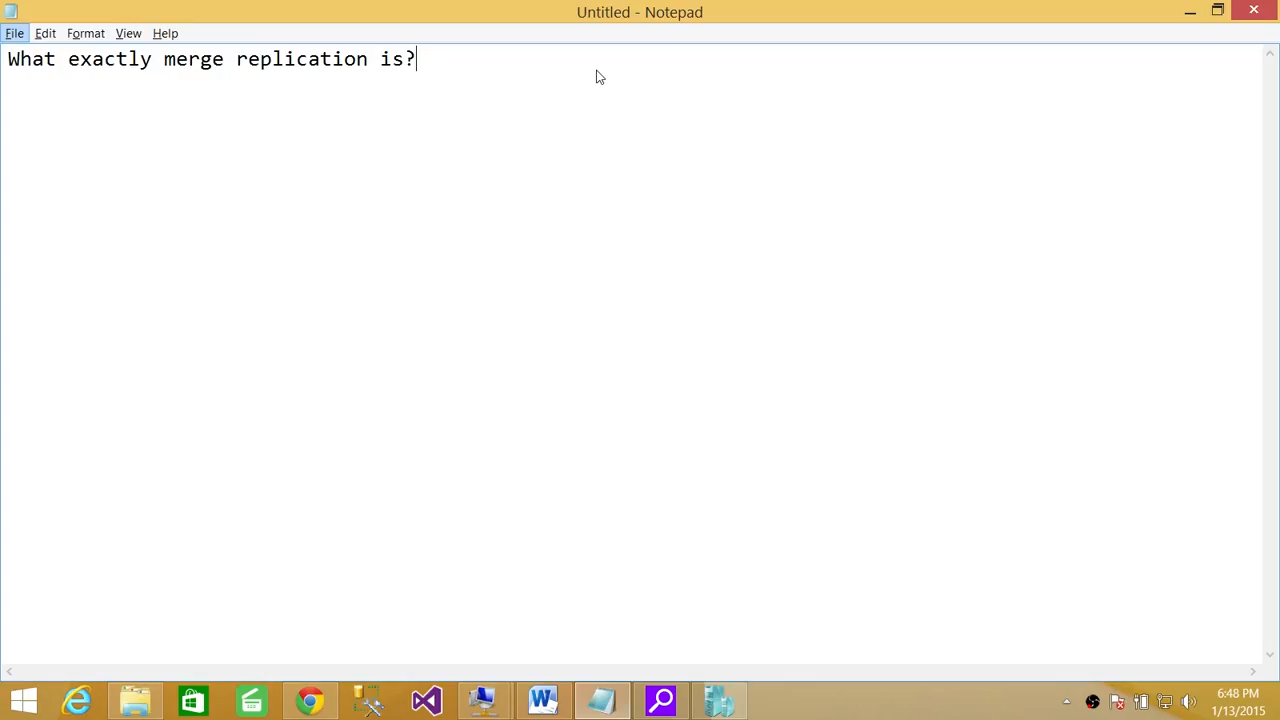 Untitled - Notepad
File Edit Format View Help
What exactly merge replication is?
6:48 PM
1/13/2015